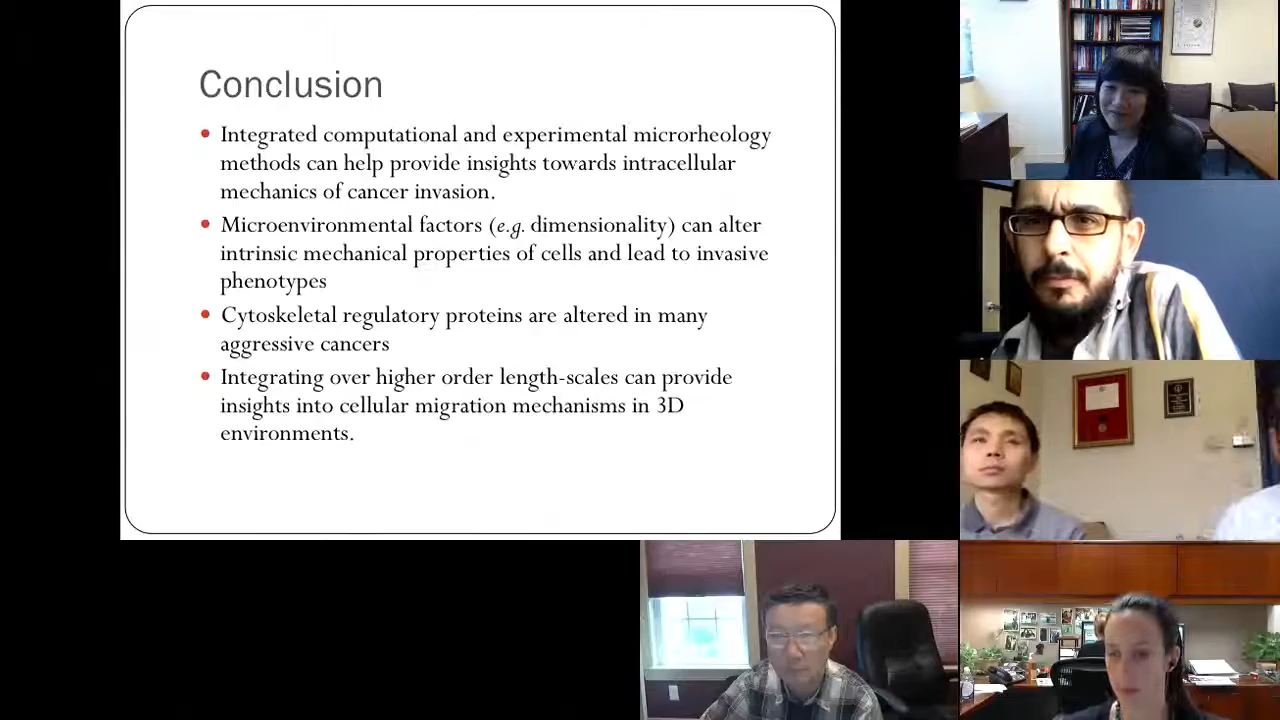 Conclusion
Integrated computational and experimental microrheology
methods can help provide insights towards intracellular
mechanics of cancer invasion.
Microenvironmental factors (e.g. dimensionality) can alter
intrinsic mechanical properties of cells and lead to invasive
phenotypes
Cytoskeletal regulatory proteins are altered in many
aggressive cancers
Integrating over higher order length-scales can provide
insights into cellular migration mechanisms in 3D
environments.